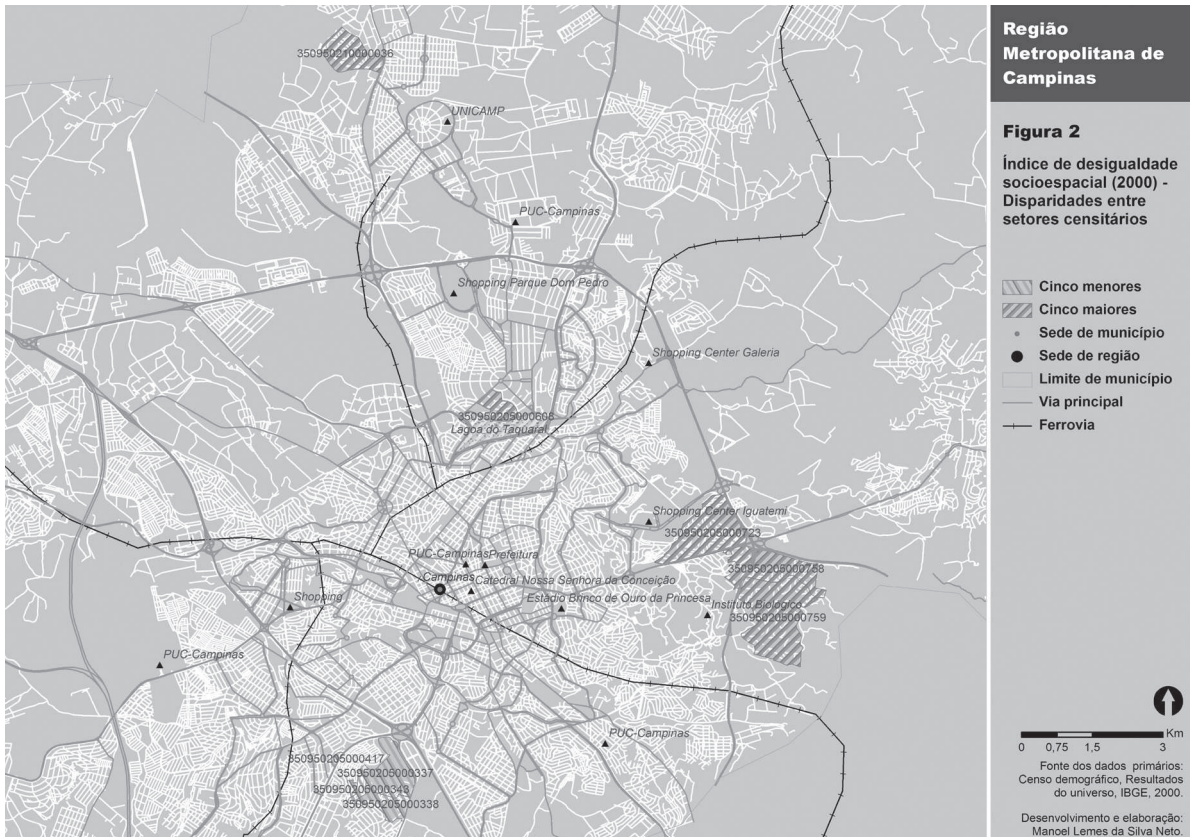 350950210000036
UNICAMP
PUC-Campinas
Shopping Parque Dom Pedro
Shopping Center Galeria
350950205000608
Lagoa do Taquaral
Shopping Center Iguatemi
350950205000723
PUC-Campinas
Prefeitura
350950205000758
Campinas
Catedral Nossa Senhora da Conceição
Shopping
Estádio Brinco de Ouro da Princesa
Instituto Biológico
350950205000759
PUC-Campinas
PUC-Campinas
350950205000417
350950205000337
350950205000343
350950205000338
Região
Metropolitana de
Campinas
Figura 2
Índice de desigualdade
socioespacial (2000) -
Disparidades entre
setores censitários
Cinco menores
Cinco maiores
Sede de município
Sede de região
Limite de município
Via principal
Ferrovia
Km
0 0,75 1,5 3
Fonte dos dados primários:
Censo demográfico, Resultados
do universo, IBGE, 2000.
Desenvolvimento e elaboração:
Manoel Lemes da Silva Neto.